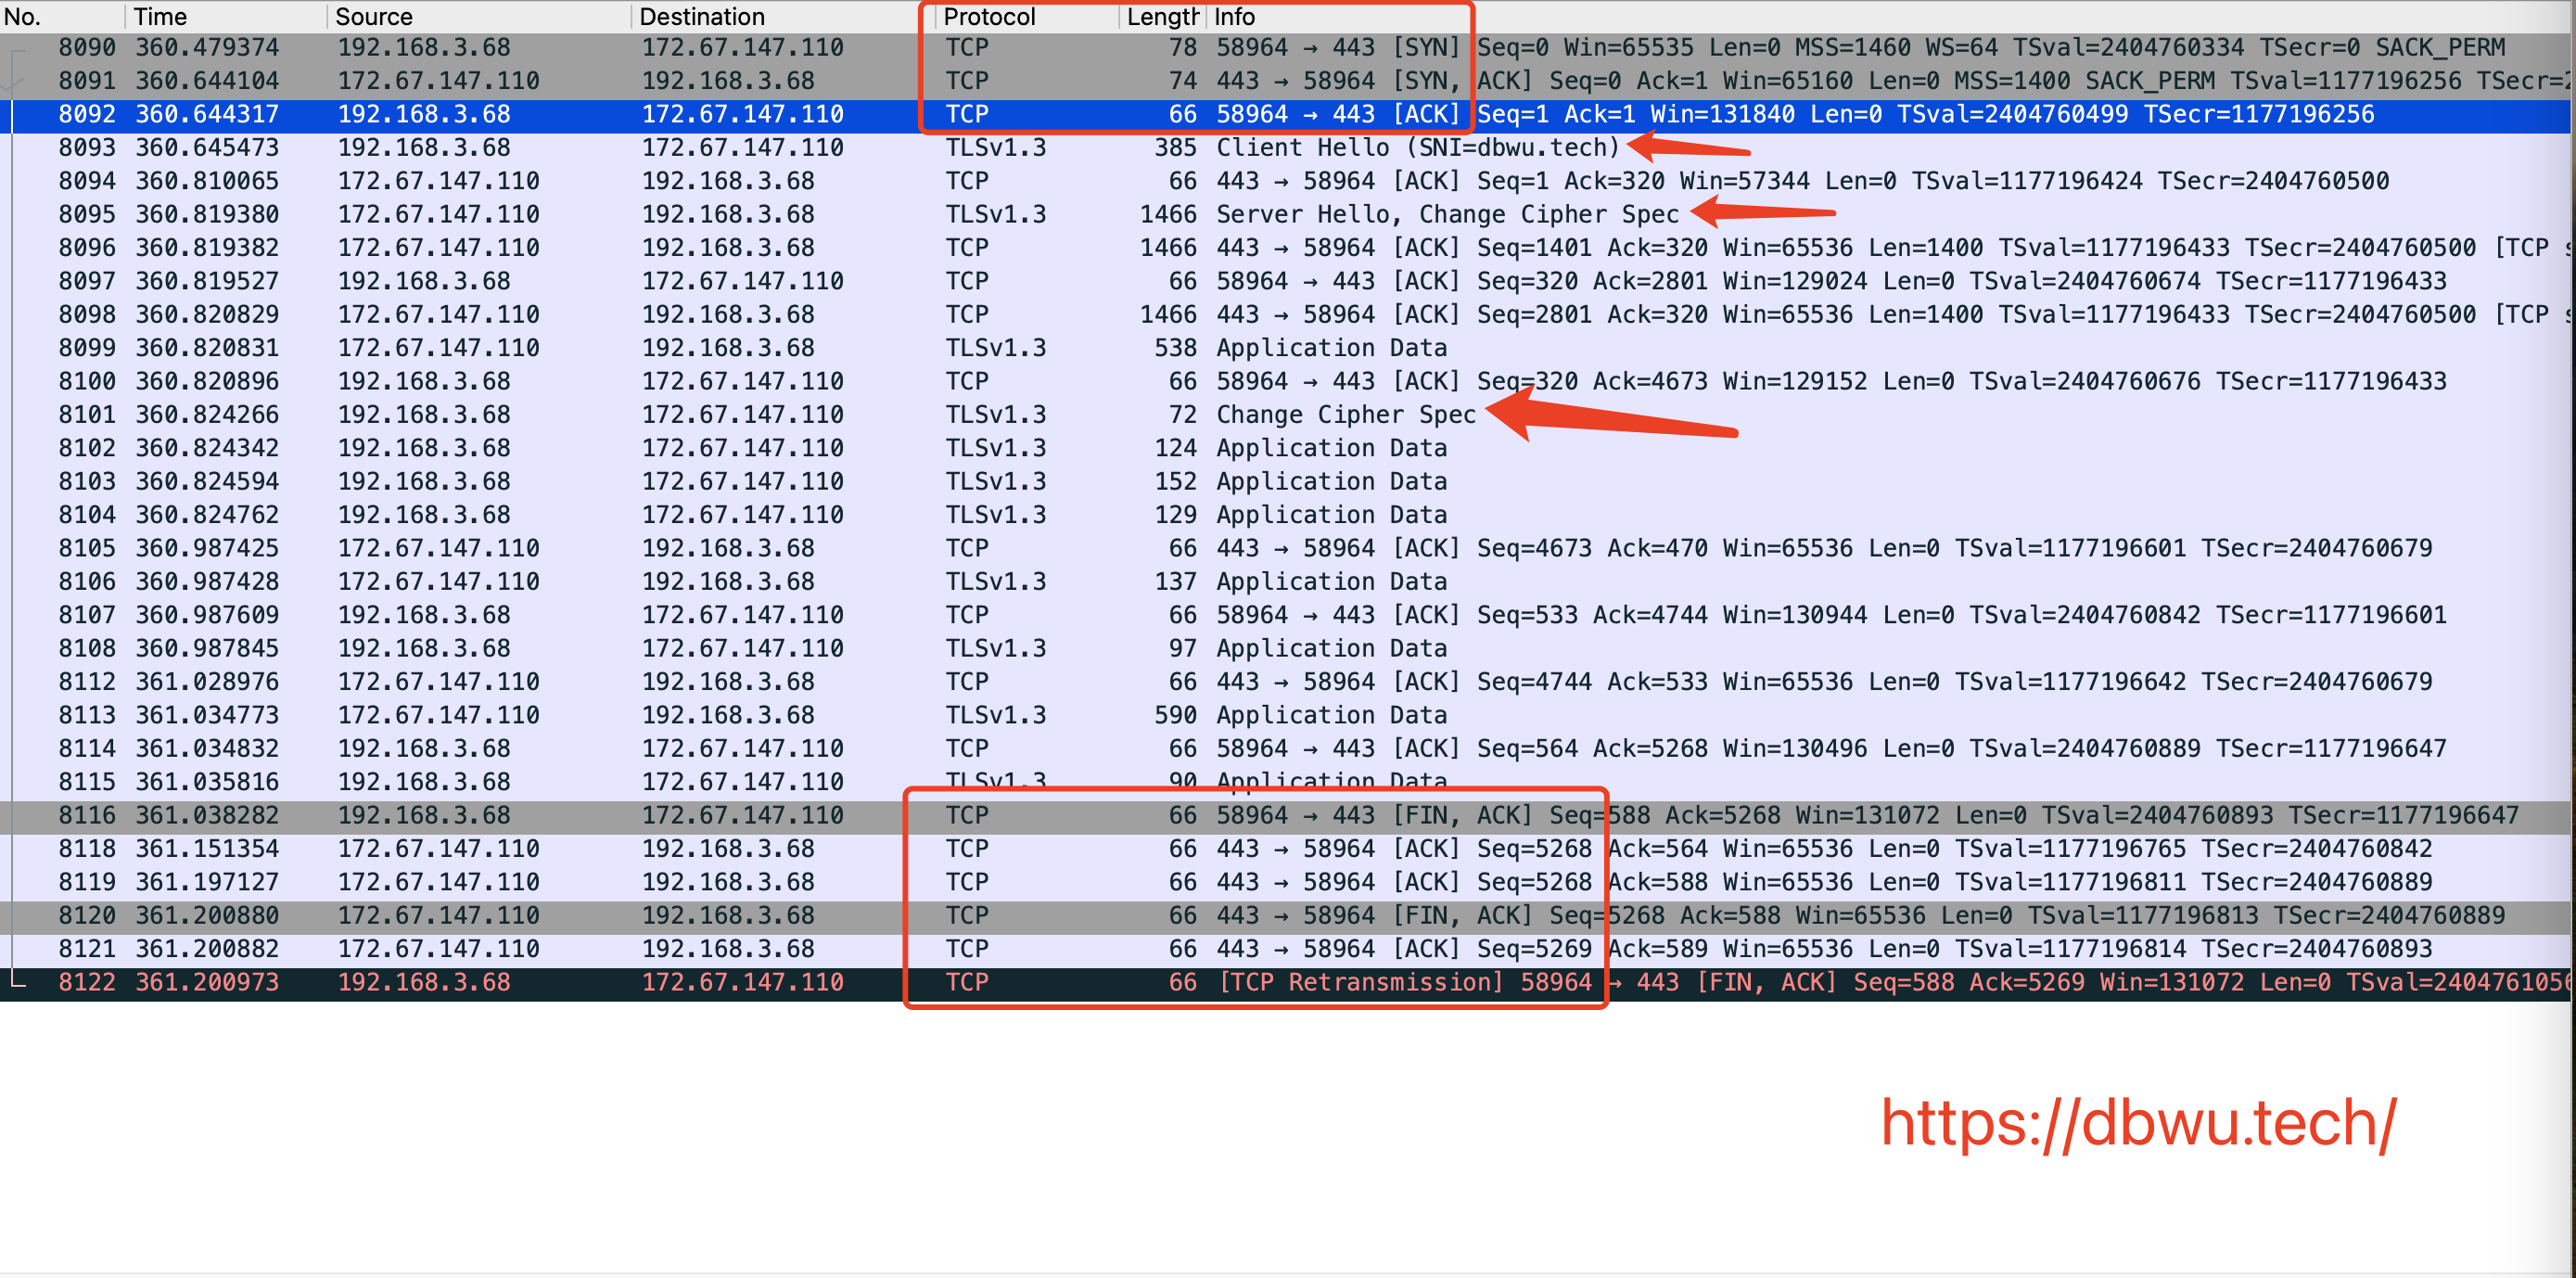 No. Time Source Destination Protocol Length Info
8090 360.479374 192.168.3.68 172.67.147.110 TCP 78 58964 → 443 [SYN] Seq=0 Win=65535 Len=0 MSS=1460 WS=64 TSval=2404760334 TSecr=0 SACK_PERM
8091 360.644104 172.67.147.110 192.168.3.68 TCP 74 443 → 58964 [SYN, ACK] Seq=0 Ack=1 Win=65160 Len=0 MSS=1400 SACK_PERM TSval=1177196256 TSecr=2
8092 360.644317 192.168.3.68 172.67.147.110 TCP 66 58964 → 443 [ACK] Seq=1 Ack=1 Win=131840 Len=0 TSval=2404760499 TSecr=1177196256
8093 360.645473 192.168.3.68 172.67.147.110 TLSv1.3 385 Client Hello (SNI=dbwu.tech)
8094 360.810065 172.67.147.110 192.168.3.68 TCP 66 443 → 58964 [ACK] Seq=1 Ack=320 Win=57344 Len=0 TSval=1177196424 TSecr=2404760500
8095 360.819380 172.67.147.110 192.168.3.68 TLSv1.3 1466 Server Hello, Change Cipher Spec
8096 360.819382 172.67.147.110 192.168.3.68 TCP 1466 443 → 58964 [ACK] Seq=1401 Ack=320 Win=65536 Len=1400 TSval=1177196433 TSecr=2404760500 [TCP s
8097 360.819527 192.168.3.68 172.67.147.110 TCP 66 58964 → 443 [ACK] Seq=320 Ack=2801 Win=129024 Len=0 TSval=2404760674 TSecr=1177196433
8098 360.820829 172.67.147.110 192.168.3.68 TCP 1466 443 → 58964 [ACK] Seq=2801 Ack=320 Win=65536 Len=1400 TSval=1177196433 TSecr=2404760500 [TCP s
8099 360.820831 172.67.147.110 192.168.3.68 TLSv1.3 538 Application Data
8100 360.820896 192.168.3.68 172.67.147.110 TCP 66 58964 → 443 [ACK] Seq=320 Ack=4673 Win=129152 Len=0 TSval=2404760676 TSecr=1177196433
8101 360.824266 192.168.3.68 172.67.147.110 TLSv1.3 72 Change Cipher Spec
8102 360.824342 192.168.3.68 172.67.147.110 TLSv1.3 124 Application Data
8103 360.824594 192.168.3.68 172.67.147.110 TLSv1.3 152 Application Data
8104 360.824762 192.168.3.68 172.67.147.110 TLSv1.3 129 Application Data
8105 360.987425 172.67.147.110 192.168.3.68 TCP 66 443 → 58964 [ACK] Seq=4673 Ack=470 Win=65536 Len=0 TSval=1177196601 TSecr=2404760679
8106 360.987428 172.67.147.110 192.168.3.68 TLSv1.3 137 Application Data
8107 360.987609 192.168.3.68 172.67.147.110 TCP 66 58964 → 443 [ACK] Seq=533 Ack=4744 Win=130944 Len=0 TSval=2404760842 TSecr=1177196601
8108 360.987845 192.168.3.68 172.67.147.110 TLSv1.3 97 Application Data
8112 361.028976 172.67.147.110 192.168.3.68 TCP 66 443 → 58964 [ACK] Seq=4744 Ack=533 Win=65536 Len=0 TSval=1177196642 TSecr=2404760679
8113 361.034773 172.67.147.110 192.168.3.68 TLSv1.3 590 Application Data
8114 361.034832 192.168.3.68 172.67.147.110 TCP 66 58964 → 443 [ACK] Seq=564 Ack=5268 Win=130496 Len=0 TSval=2404760889 TSecr=1177196647
8115 361.035816 192.168.3.68 172.67.147.110 TLSv1.3 90 Application Data
8116 361.038282 192.168.3.68 172.67.147.110 TCP 66 58964 → 443 [FIN, ACK] Seq=588 Ack=5268 Win=131072 Len=0 TSval=2404760893 TSecr=1177196647
8118 361.151354 172.67.147.110 192.168.3.68 TCP 66 443 → 58964 [ACK] Seq=5268 Ack=564 Win=65536 Len=0 TSval=1177196765 TSecr=2404760842
8119 361.197127 172.67.147.110 192.168.3.68 TCP 66 443 → 58964 [ACK] Seq=5268 Ack=588 Win=65536 Len=0 TSval=1177196811 TSecr=2404760889
8120 361.200880 172.67.147.110 192.168.3.68 TCP 66 443 → 58964 [FIN, ACK] Seq=5268 Ack=588 Win=65536 Len=0 TSval=1177196813 TSecr=2404760889
8121 361.200882 172.67.147.110 192.168.3.68 TCP 66 443 → 58964 [ACK] Seq=5269 Ack=589 Win=65536 Len=0 TSval=1177196814 TSecr=2404760893
8122 361.200973 192.168.3.68 172.67.147.110 TCP 66 [TCP Retransmission] 58964 → 443 [FIN, ACK] Seq=588 Ack=5269 Win=131072 Len=0 TSval=2404761056
https://dbwu.tech/